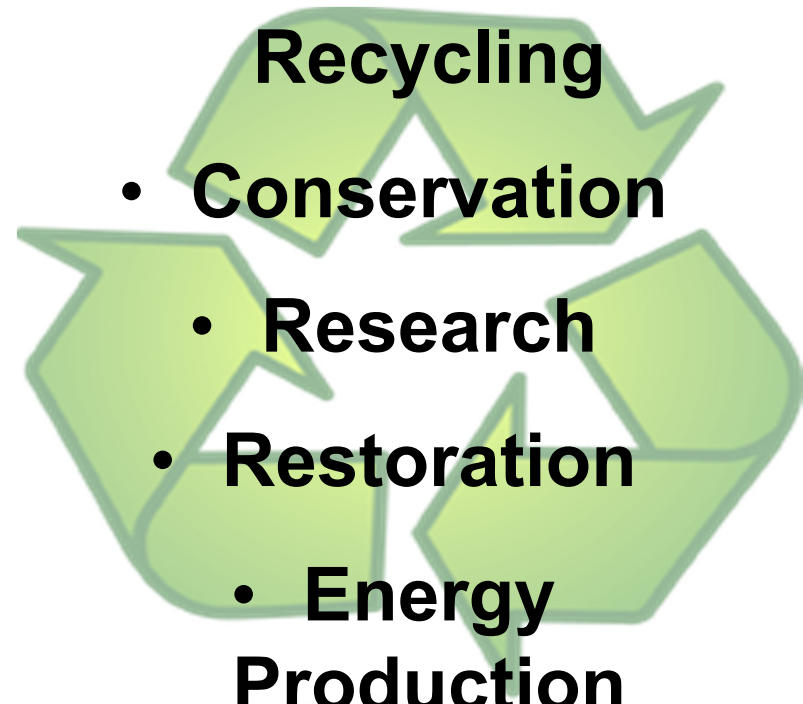 Recycling
• Conservation
• Research
• Restoration
• Energy
Production